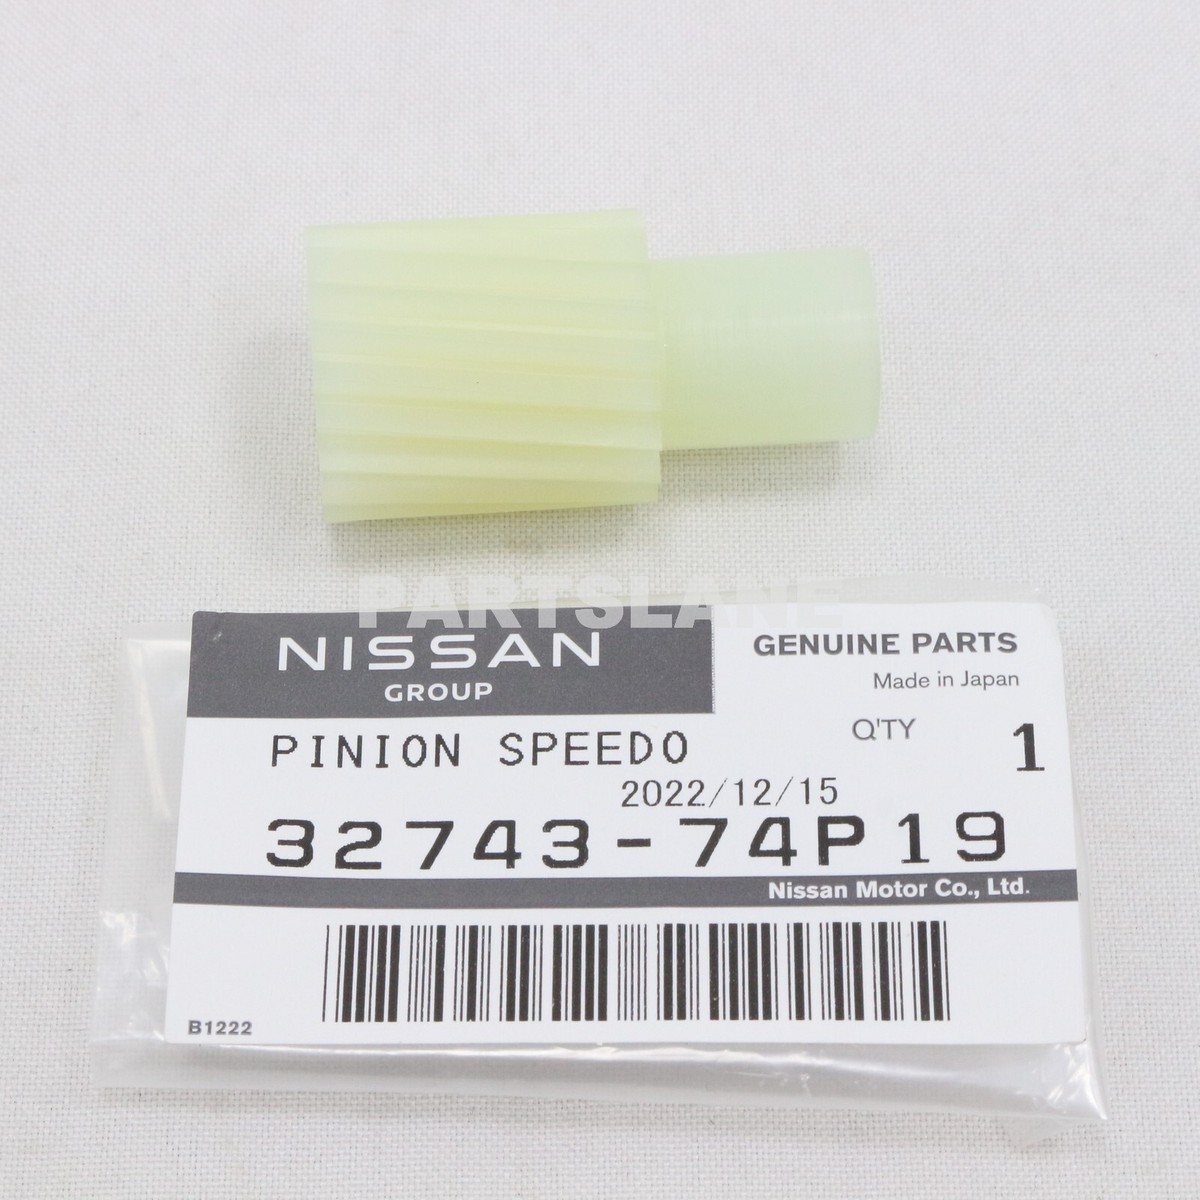 PARTSLANE
NISSAN
GROUP
GENUINE PARTS
Made in Japan
PINION SPEEDO
Q'TY 1
2022/12/15
32743-74P19
Nissan Motor Co., Ltd.
B1222